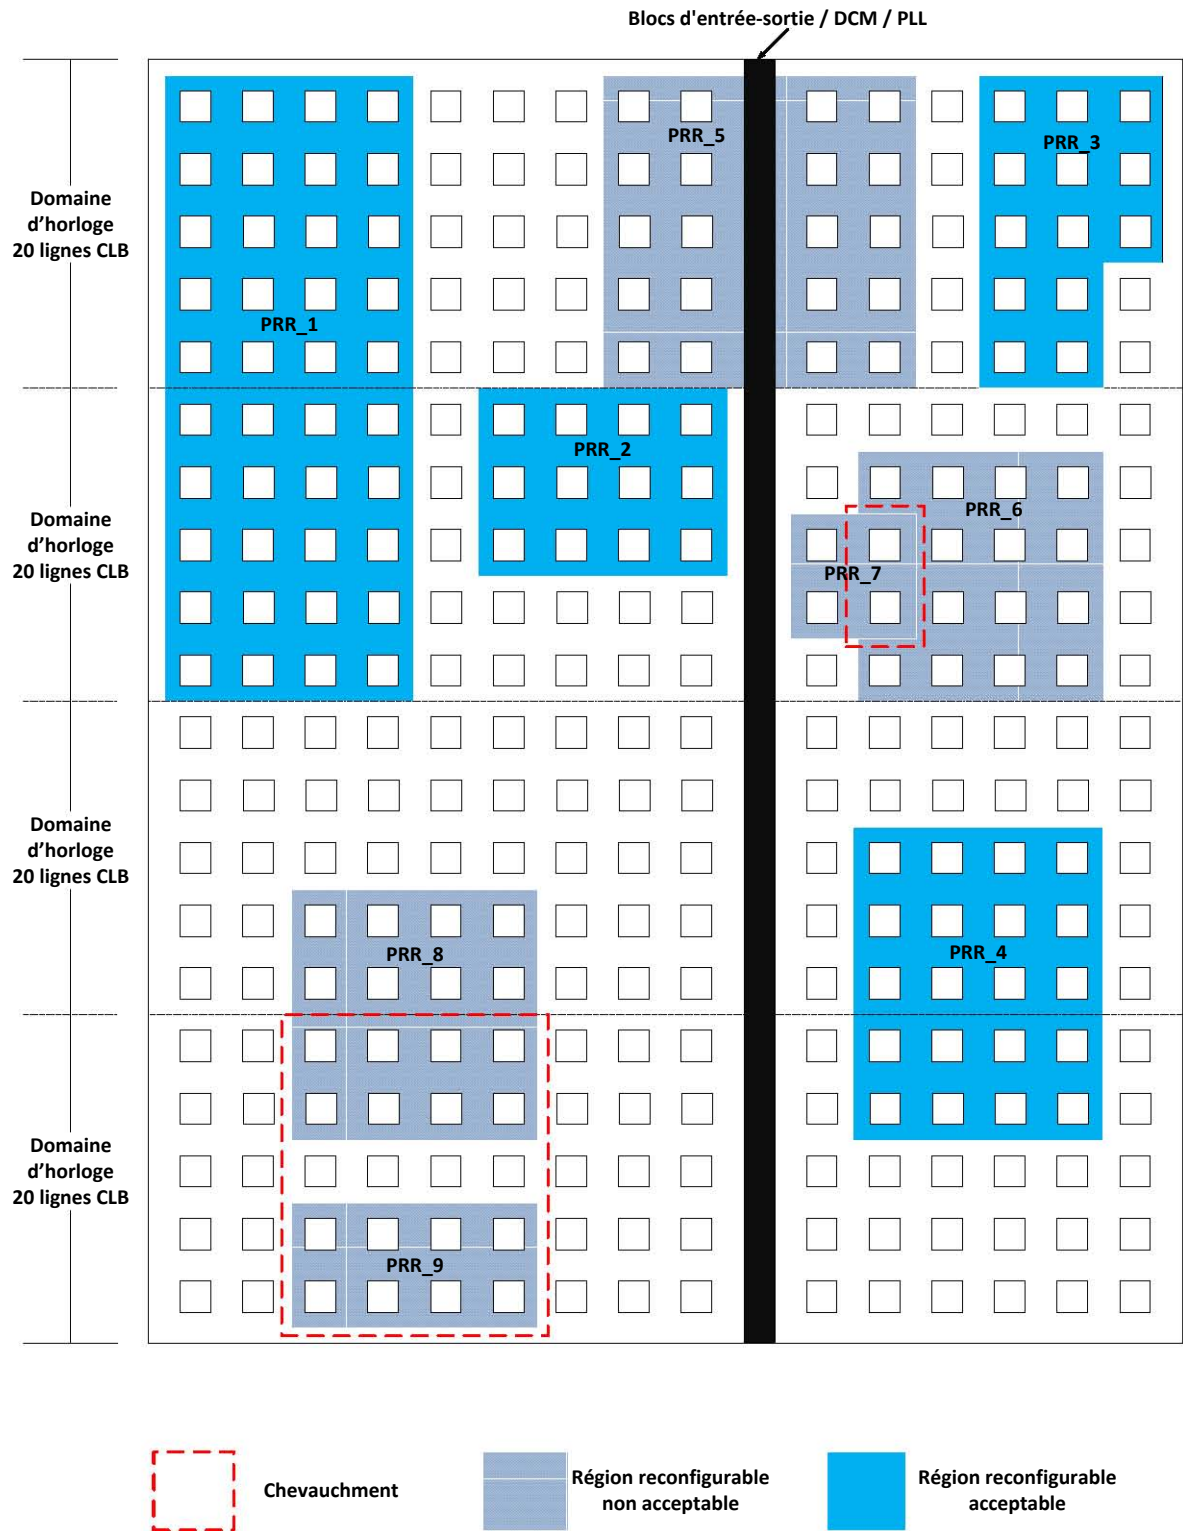 Blocs d'entrée-sortie / DCM / PLL
Domaine
d'horloge
20 lignes CLB
PRR_5
PRR_3
PRR_1
Domaine
d'horloge
20 lignes CLB
PRR_2
PRR_6
PRR_7
Domaine
d'horloge
20 lignes CLB
PRR_8
PRR_4
Domaine
d'horloge
20 lignes CLB
PRR_9
Chevauchment
Région reconfigurable
non acceptable
Région reconfigurable
acceptable